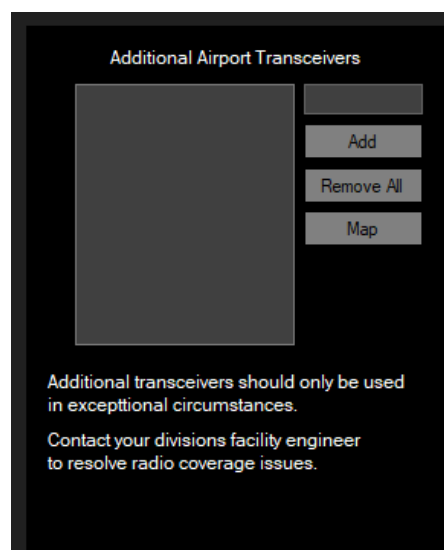 Additional Airport Transceivers
Add
Remove All
Map
Additional transceivers should only be used
in excepttional circumstances.
Contact your divisions facility engineer
to resolve radio coverage issues.